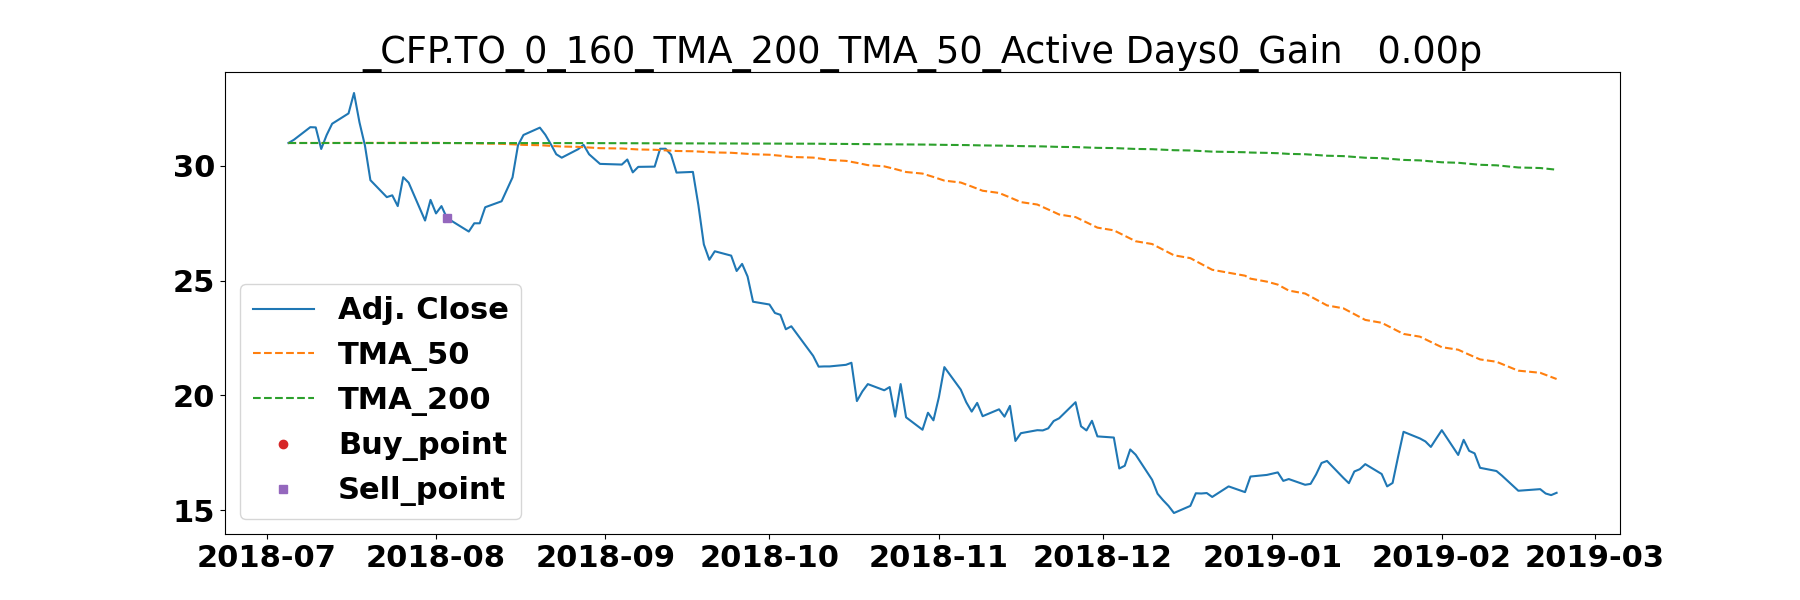 _CFP.TO_0_160_TMA_200_TMA_50_Active Days0_Gain   0.00p
30
25
20
15
Adj. Close
TMA_50
TMA_200
Buy_point
Sell_point
2018-07 2018-08 2018-09 2018-10 2018-11 2018-12 2019-01 2019-02 2019-03